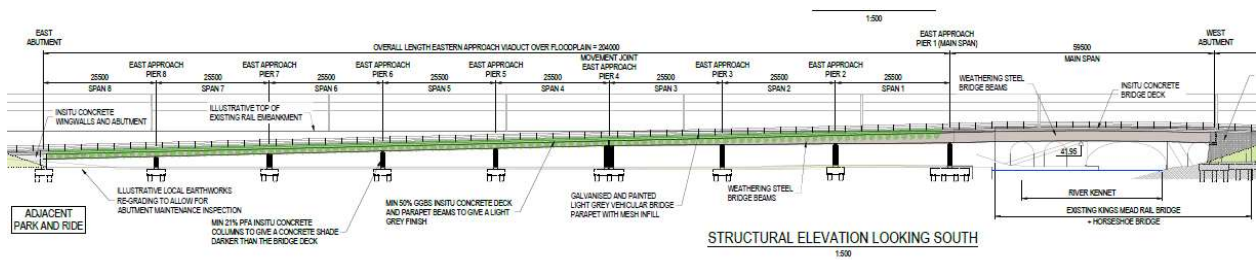 1:500
EAST
ABUTMENT
OVERALL LENGTH EASTERN APPROACH VIADUCT OVER FLOODPLAIN = 204000
EAST APPROACH
PIER 1 (MAIN SPAN)
59500
MAIN SPAN
WEST
ABUTMENT
25500
SPAN 8
EAST APPROACH
PIER 8
25500
SPAN 7
EAST APPROACH
PIER 7
25500
SPAN 6
EAST APPROACH
PIER 6
25500
SPAN 5
EAST APPROACH
PIER 5
25500
SPAN 4
MOVEMENT JOINT
EAST APPROACH
PIER 4
25500
SPAN 3
EAST APPROACH
PIER 3
25500
SPAN 2
EAST APPROACH
PIER 2
25500
SPAN 1
WEATHERING STEEL
BRIDGE BEAMS
INSITU CONCRETE
BRIDGE DECK
INSITU CONCRETE
WINGWALLS AND ABUTMENT
ILLUSTRATIVE TOP OF
EXISTING RAIL EMBANKMENT
41.95
ILLUSTRATIVE LOCAL EARTHWORKS
RE-GRADING TO ALLOW FOR
ABUTMENT MAINTENANCE INSPECTION
ADJACENT
PARK AND RIDE
MIN 21% PFA INSITU CONCRETE
COLUMNS TO GIVE A CONCRETE SHADE
DARKER THAN THE BRIDGE DECK
MIN 50% GGBS INSITU CONCRETE DECK
AND PARAPET BEAMS TO GIVE A LIGHT
GREY FINISH
GALVANISED AND PAINTED
LIGHT GREY VEHICULAR BRIDGE
PARAPET WITH MESH INFILL
WEATHERING STEEL
BRIDGE BEAMS
RIVER KENNET
EXISTING KINGS MEAD RAIL BRIDGE
+ HORSESHOE BRIDGE
STRUCTURAL ELEVATION LOOKING SOUTH
1:500